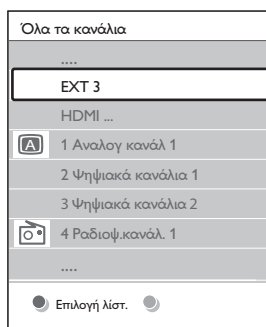 Όλα τα κανάλια
....
EXT 3
HDMI ...
A
1 Αναλογ κανάλ 1
2 Ψηψιακά κανάλια 1
3 Ψηψιακά κανάλια 2
4 Ραδιοψ.κανάλ. 1
....
Επιλογή λίστ.